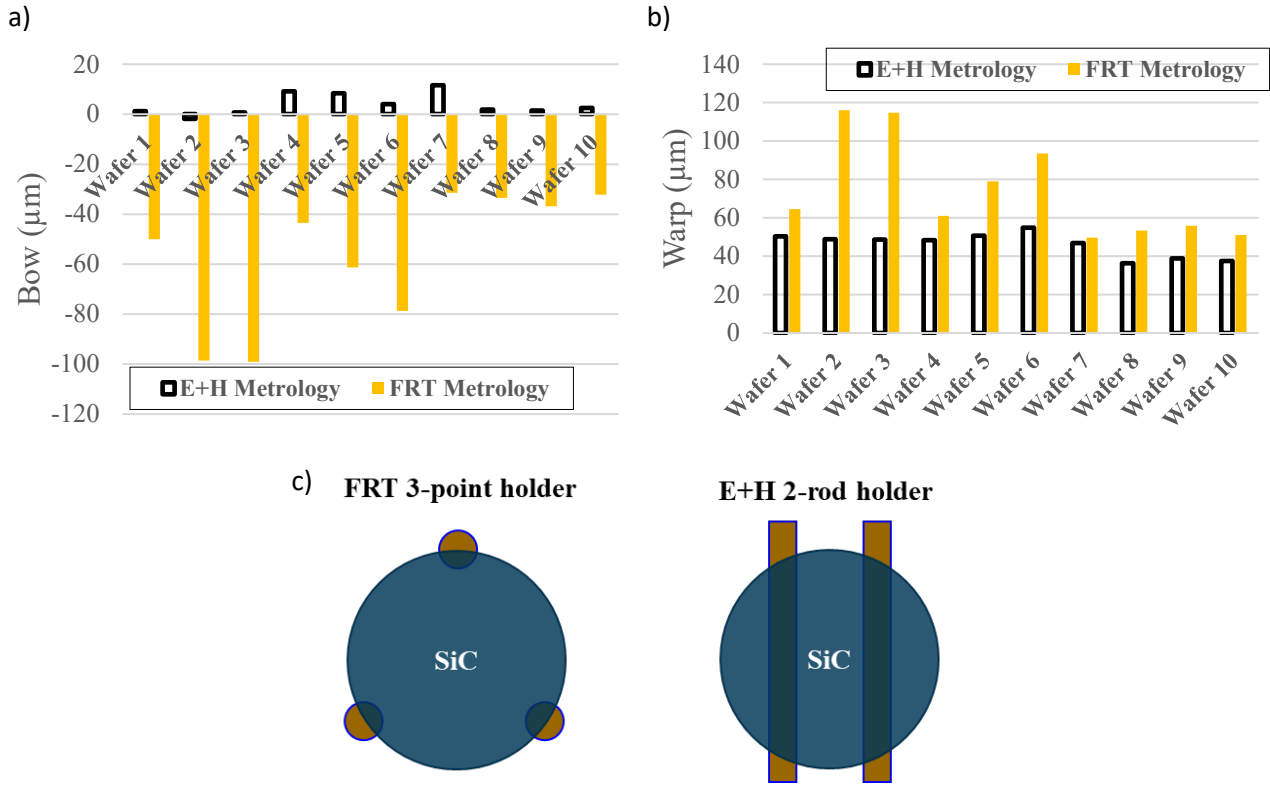 a)
20
0
-20
-40
-60
-80
-100
-120
Bow (μm)
Wafer 1
Wafer 2
Wafer 3
Wafer 4
Wafer 5
Wafer 6
Wafer 7
Wafer 8
Wafer 9
Wafer 10
E+H Metrology FRT Metrology
b)
E+H Metrology FRT Metrology
140
120
100
80
60
40
20
0
Warp (μm)
Wafer 1
Wafer 2
Wafer 3
Wafer 4
Wafer 5
Wafer 6
Wafer 7
Wafer 8
Wafer 9
Wafer 10
c)
FRT 3-point holder
E+H 2-rod holder
SiC
SiC